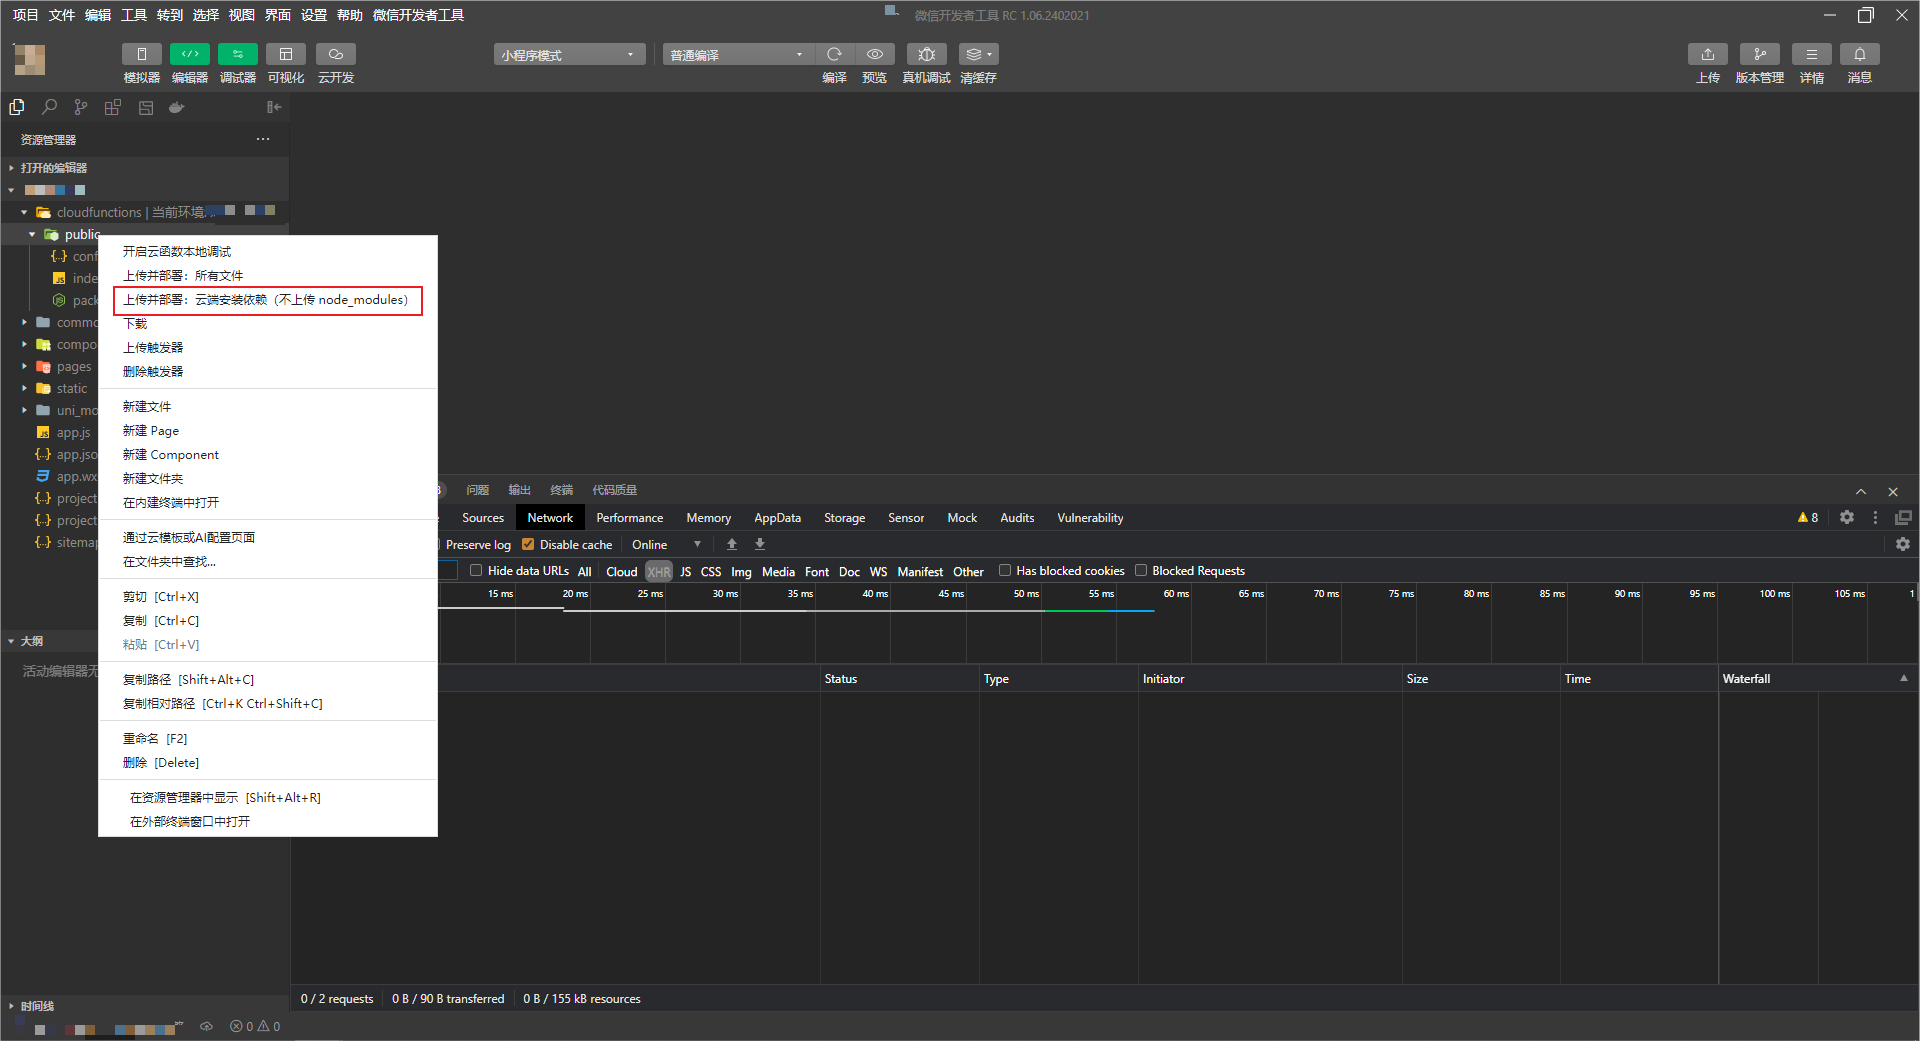 项目 文件 编辑 工具 转到 选择 视图 界面 设置 帮助 微信开发者工具
微信开发者工具 RC 1.06.2402021
模拟器 编辑器 调试器 可视化 云开发
小程序模式
普通编译
编译 预览 真机调试 清缓存
上传 版本管理 详情 消息
资源管理器
打开的编辑器
cloudfunctions | 当前环境
public
conf
inde
pack
commo
compo
pages
static
uni_mo
app.js
app.jso
app.wx
project
project
sitemap
大纲
活动编辑器无
时间线
0 0
开启云函数本地调试
上传并部署：所有文件
上传并部署：云端安装依赖（不上传 node_modules）
下载
上传触发器
删除触发器
新建文件
新建 Page
新建 Component
新建文件夹
在内建终端中打开
通过云模板或AI配置页面
在文件夹中查找...
剪切 [Ctrl+X]
复制 [Ctrl+C]
粘贴 [Ctrl+V]
复制路径 [Shift+Alt+C]
复制相对路径 [Ctrl+K Ctrl+Shift+C]
重命名 [F2]
删除 [Delete]
在资源管理器中显示 [Shift+Alt+R]
在外部终端窗口中打开
问题 输出 终端 代码质量
Sources Network Performance Memory AppData Storage Sensor Mock Audits Vulnerability 8
Preserve log Disable cache Online
Hide data URLs All Cloud XHR JS CSS Img Media Font Doc WS Manifest Other Has blocked cookies Blocked Requests
15 ms 20 ms 25 ms 30 ms 35 ms 40 ms 45 ms 50 ms 55 ms 60 ms 65 ms 70 ms 75 ms 80 ms 85 ms 90 ms 95 ms 100 ms 105 ms 1
Status Type Initiator Size Time Waterfall
0 / 2 requests 0 B / 90 B transferred 0 B / 155 kB resources